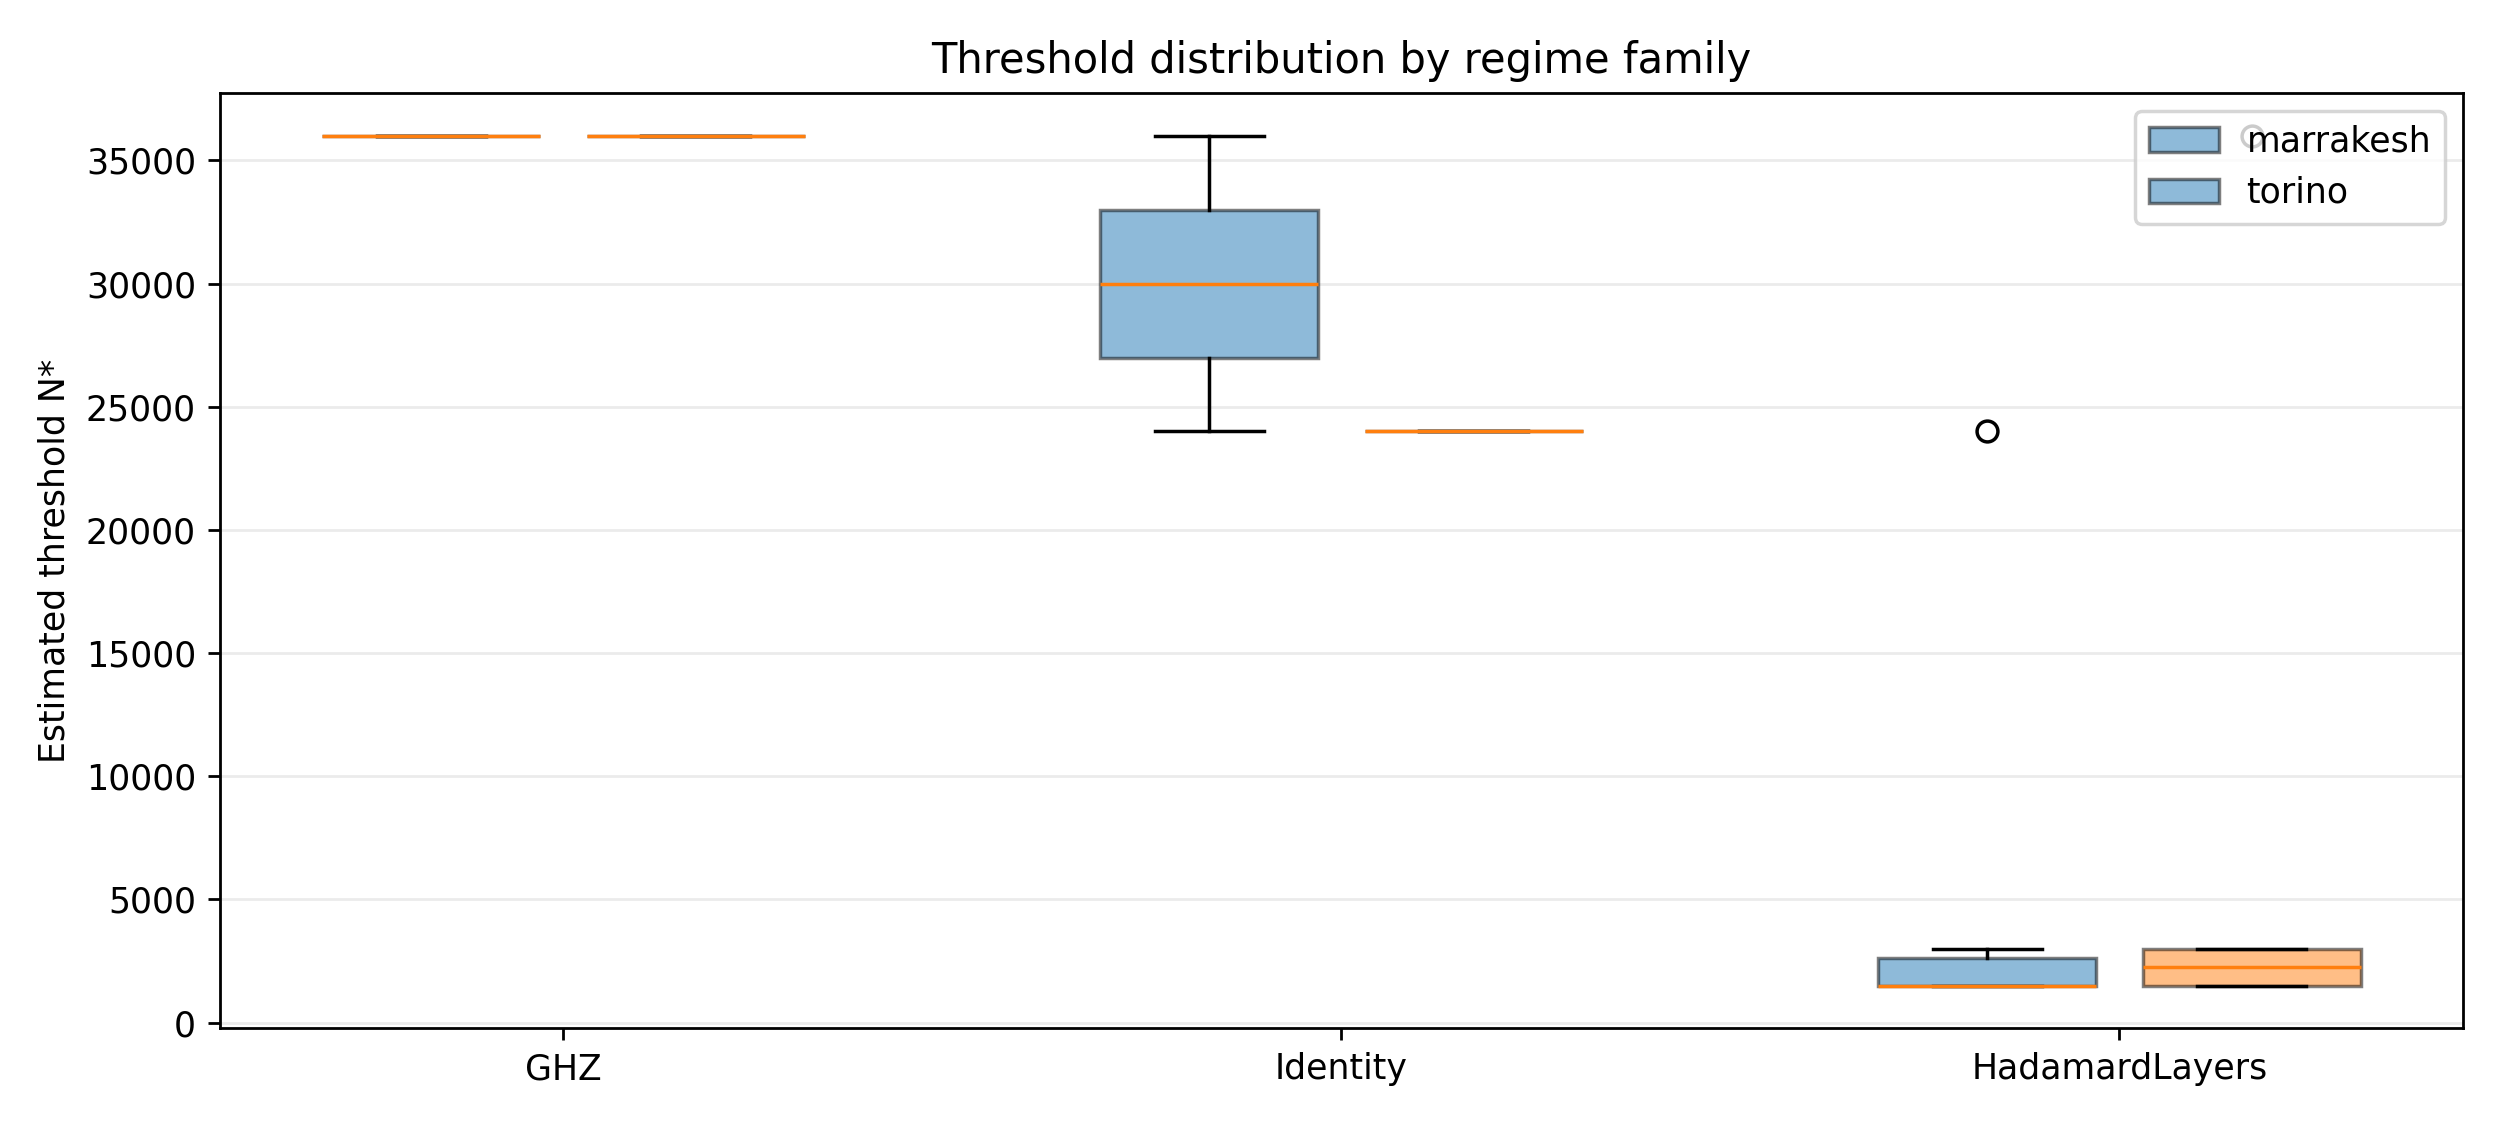 Threshold distribution by regime family
marrakesh
torino
Estimated threshold N*
35000
30000
25000
20000
15000
10000
5000
0
GHZ
Identity
HadamardLayers